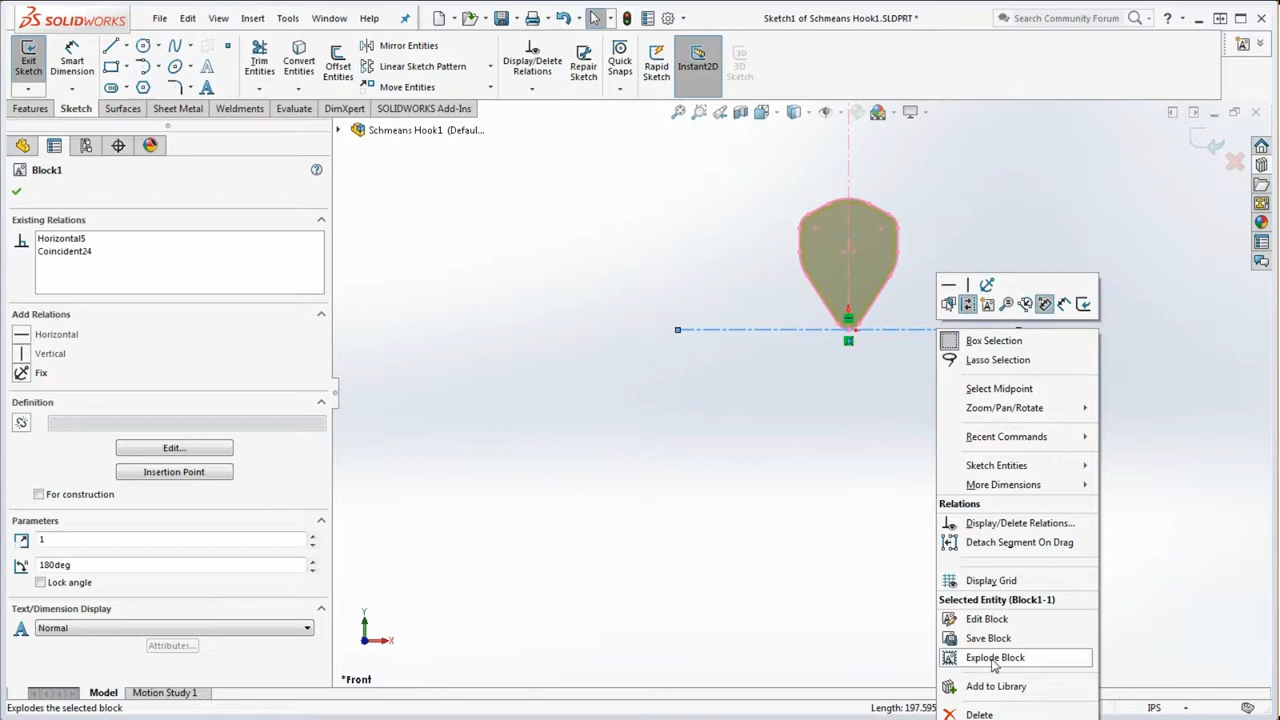 SOLIDWORKS
File Edit View Insert Tools Window Help
Sketch1 of Schmeans Hook1.SLDPRT *
Search Community Forum
Exit Sketch
Smart Dimension
Trim Entities
Convert Entities
Offset Entities
Mirror Entities
Linear Sketch Pattern
Move Entities
Display/Delete Relations
Repair Sketch
Quick Snaps
Rapid Sketch
Instant2D
3D Sketch
Features Sketch Surfaces Sheet Metal Weldments Evaluate DimXpert SOLIDWORKS Add-Ins
Schmeans Hook1 (Defaul...
Block1
Existing Relations
Horizontal5
Coincident24
Add Relations
Horizontal
Vertical
Fix
Definition
Edit...
Insertion Point
For construction
Parameters
1
180deg
Lock angle
Text/Dimension Display
Normal
Attributes...
Y
X
*Front
Box Selection
Lasso Selection
Select Midpoint
Zoom/Pan/Rotate
Recent Commands
Sketch Entities
More Dimensions
Relations
Display/Delete Relations...
Detach Segment On Drag
Display Grid
Selected Entity (Block1-1)
Edit Block
Save Block
Explode Block
Add to Library
Delete
Model Motion Study 1
Explodes the selected block
Length: 197.595
IPS